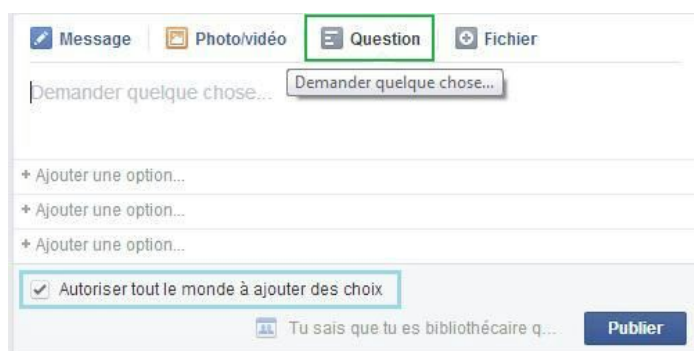 Message Photo/vidéo Question Fichier
Demander quelque chose... Demander quelque chose...
+ Ajouter une option...
+ Ajouter une option...
+ Ajouter une option...
Autoriser tout le monde à ajouter des choix
Tu sais que tu es bibliothécaire q... Publier